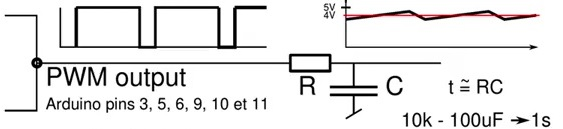 5V
4V
PWM output
R
C
t ≅ RC
Arduino pins 3, 5, 6, 9, 10 et 11
10k - 100uF → 1s